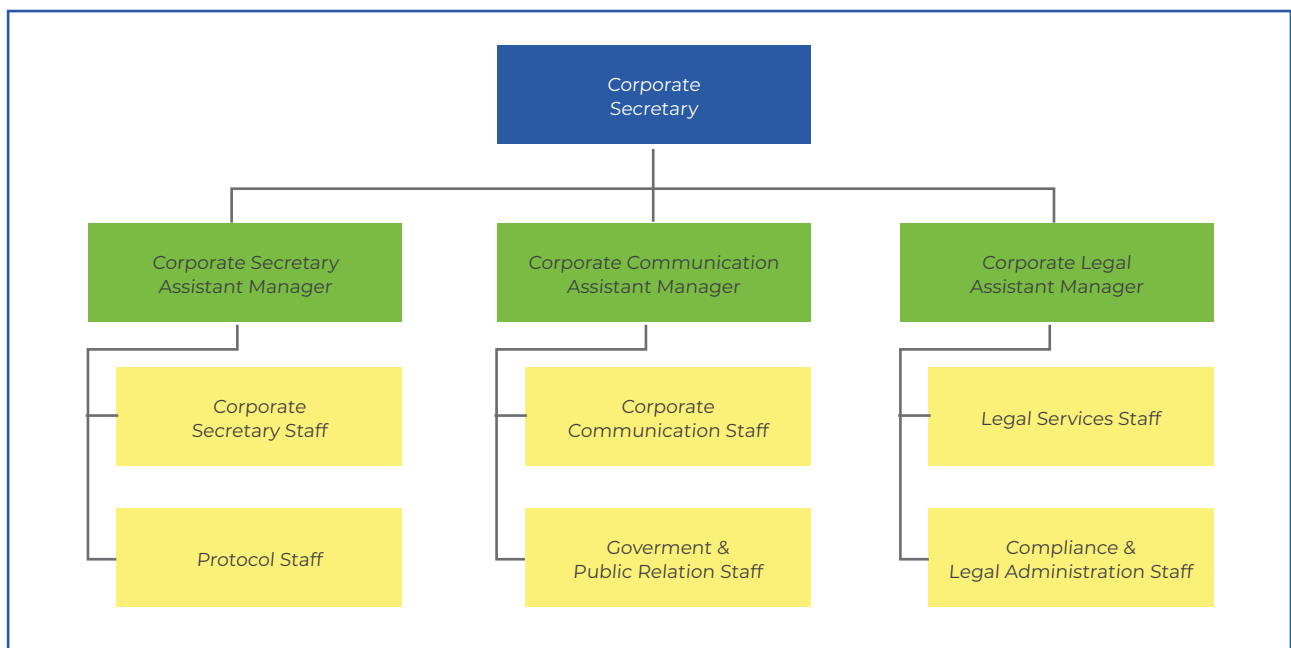 Corporate
Secretary
Corporate Secretary
Assistant Manager
Corporate Communication
Assistant Manager
Corporate Legal
Assistant Manager
Corporate
Secretary Staff
Corporate
Communication Staff
Legal Services Staff
Protocol Staff
Goverment &
Public Relation Staff
Compliance &
Legal Administration Staff